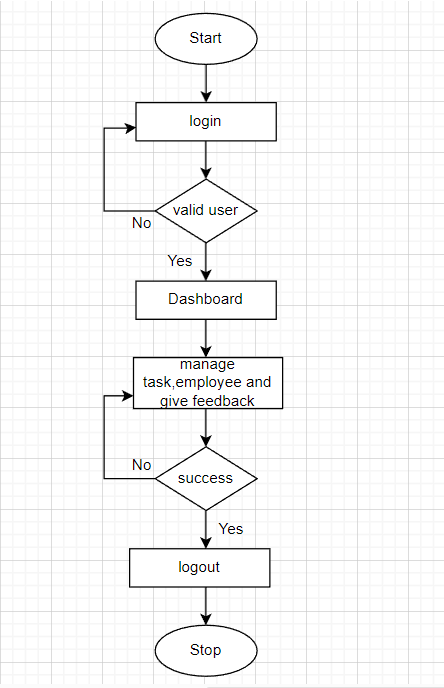 Start
login
valid user
No
Yes
Dashboard
manage
task,employee and
give feedback
No
success
Yes
logout
Stop